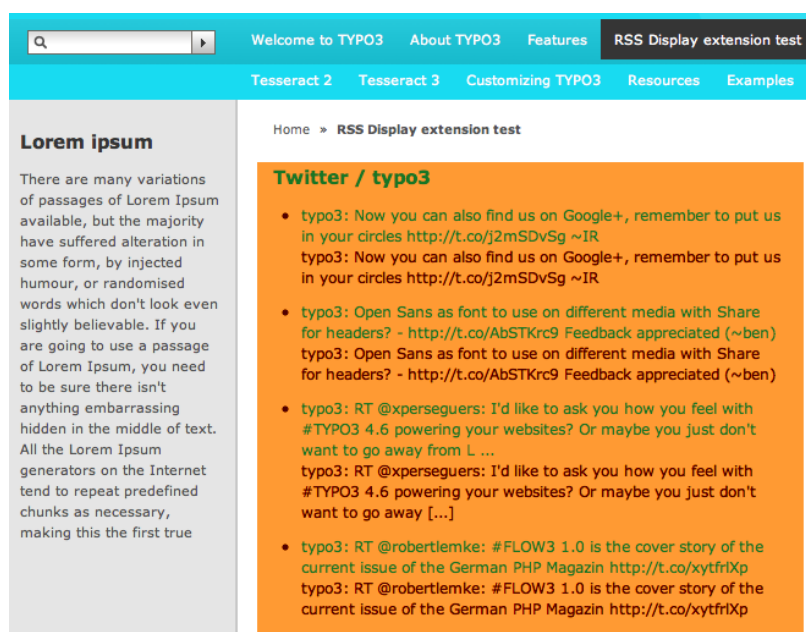 Welcome to TYPO3 About TYPO3 Features RSS Display extension test
Tesseract 2 Tesseract 3 Customizing TYPO3 Resources Examples
Lorem ipsum
There are many variations
of passages of Lorem Ipsum
available, but the majority
have suffered alteration in
some form, by injected
humour, or randomised
words which don't look even
slightly believable. If you
are going to use a passage
of Lorem Ipsum, you need
to be sure there isn't
anything embarrassing
hidden in the middle of text.
All the Lorem Ipsum
generators on the Internet
tend to repeat predefined
chunks as necessary,
making this the first true
Home » RSS Display extension test
Twitter / typo3
• typo3: Now you can also find us on Google+, remember to put us
in your circles http://t.co/j2mSDvSg ~IR
typo3: Now you can also find us on Google+, remember to put us
in your circles http://t.co/j2mSDvSg ~IR
• typo3: Open Sans as font to use on different media with Share
for headers? - http://t.co/AbSTKrc9 Feedback appreciated (~ben)
typo3: Open Sans as font to use on different media with Share
for headers? - http://t.co/AbSTKrc9 Feedback appreciated (~ben)
• typo3: RT @xperseguers: I'd like to ask you how you feel with
#TYPO3 4.6 powering your websites? Or maybe you just don't
want to go away from L ...
typo3: RT @xperseguers: I'd like to ask you how you feel with
#TYPO3 4.6 powering your websites? Or maybe you just don't
want to go away [...]
• typo3: RT @robertlemke: #FLOW3 1.0 is the cover story of the
current issue of the German PHP Magazin http://t.co/xytfrlXp
typo3: RT @robertlemke: #FLOW3 1.0 is the cover story of the
current issue of the German PHP Magazin http://t.co/xytfrlXp